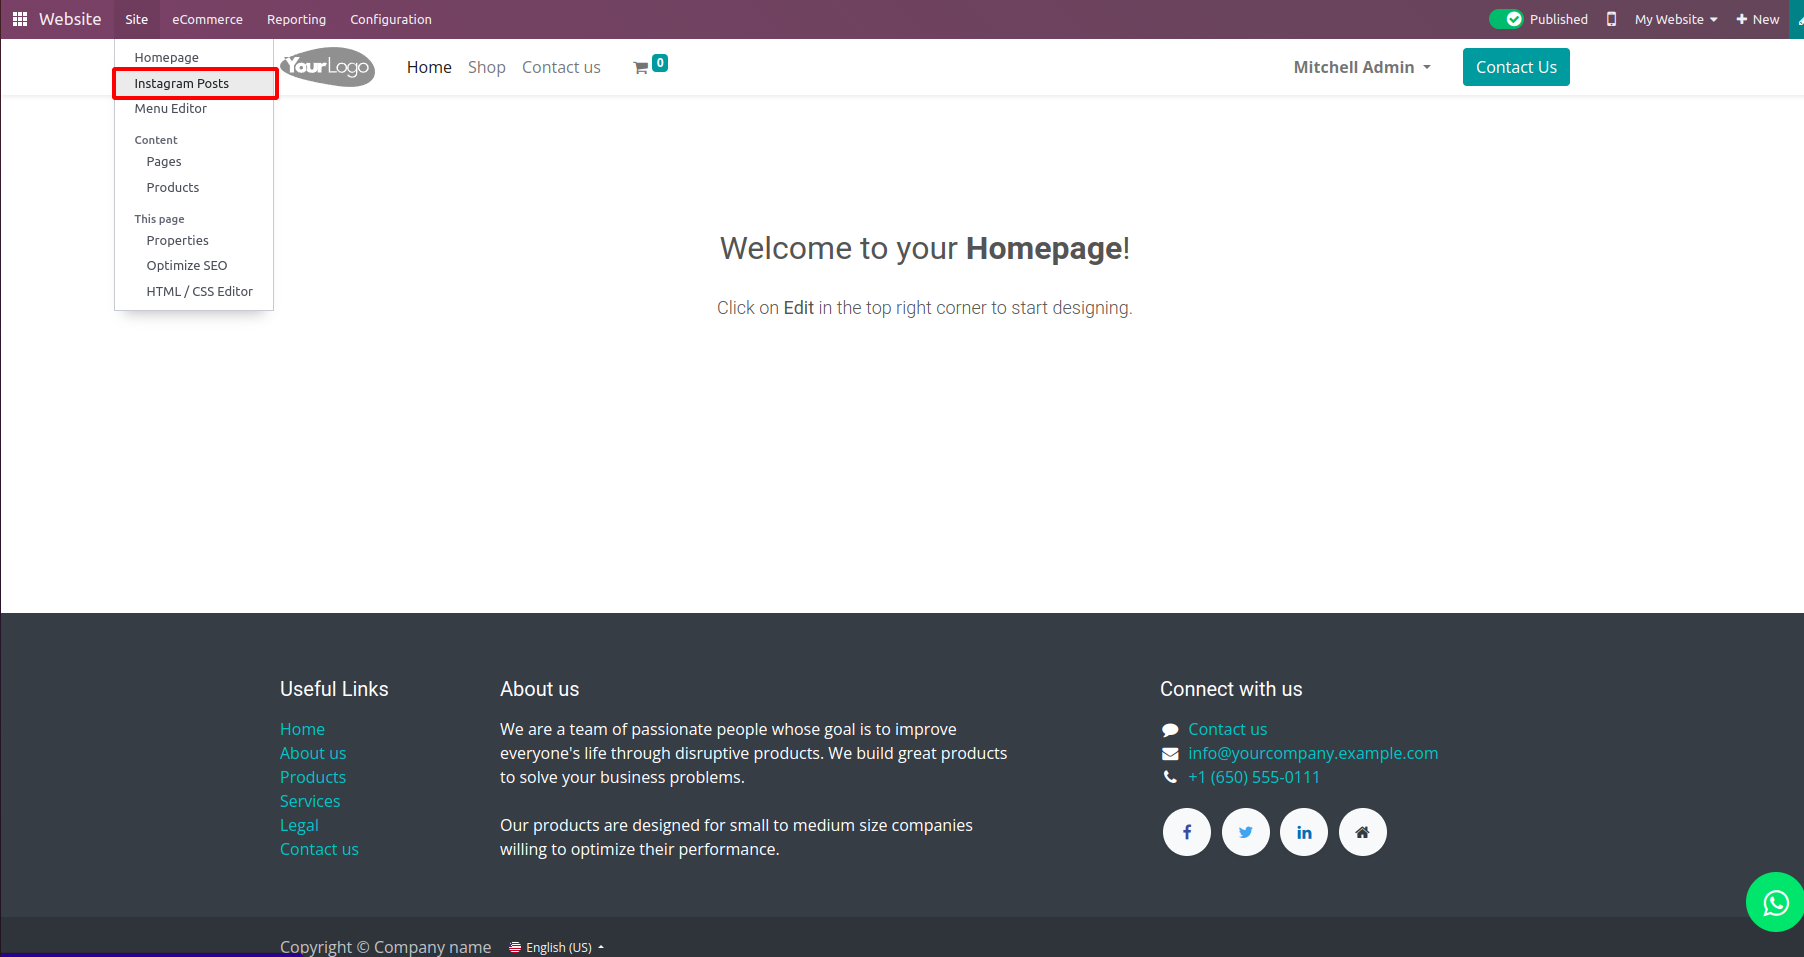 Website Site eCommerce Reporting Configuration Published My Website New
Homepage
Instagram Posts
Menu Editor
Content
Pages
Products
This page
Properties
Optimize SEO
HTML / CSS Editor
YourLogo Home Shop Contact us 0 Mitchell Admin Contact Us
Welcome to your Homepage!
Click on Edit in the top right corner to start designing.
Useful Links
Home
About us
Products
Services
Legal
Contact us
About us
We are a team of passionate people whose goal is to improve
everyone's life through disruptive products. We build great products
to solve your business problems.
Our products are designed for small to medium size companies
willing to optimize their performance.
Connect with us
Contact us
info@yourcompany.example.com
+1 (650) 555-0111
Copyright © Company name English (US)